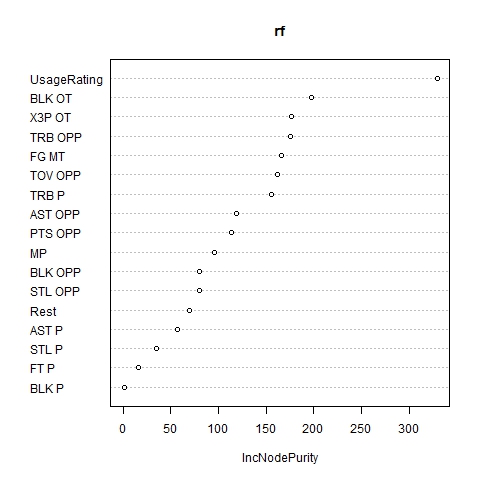 rf
UsageRating
BLK OT
X3P OT
TRB OPP
FG MT
TOV OPP
TRB P
AST OPP
PTS OPP
MP
BLK OPP
STL OPP
Rest
AST P
STL P
FT P
BLK P
0 50 100 150 200 250 300
IncNodePurity